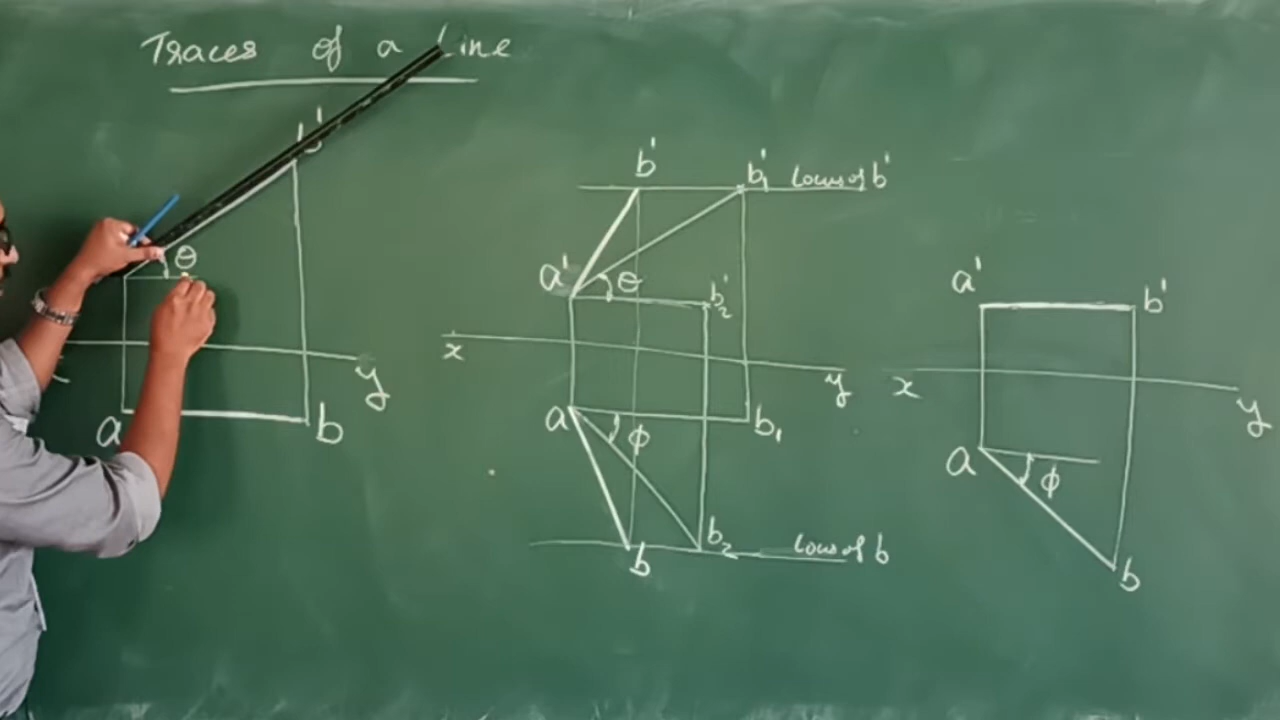 Traces of a Line
b'
θ
a b
y
b' b₁' Locus of b'
a' θ b₂'
x y
a ϕ b₁
b b₂ Locus of b
a' b'
x y
a ϕ
b